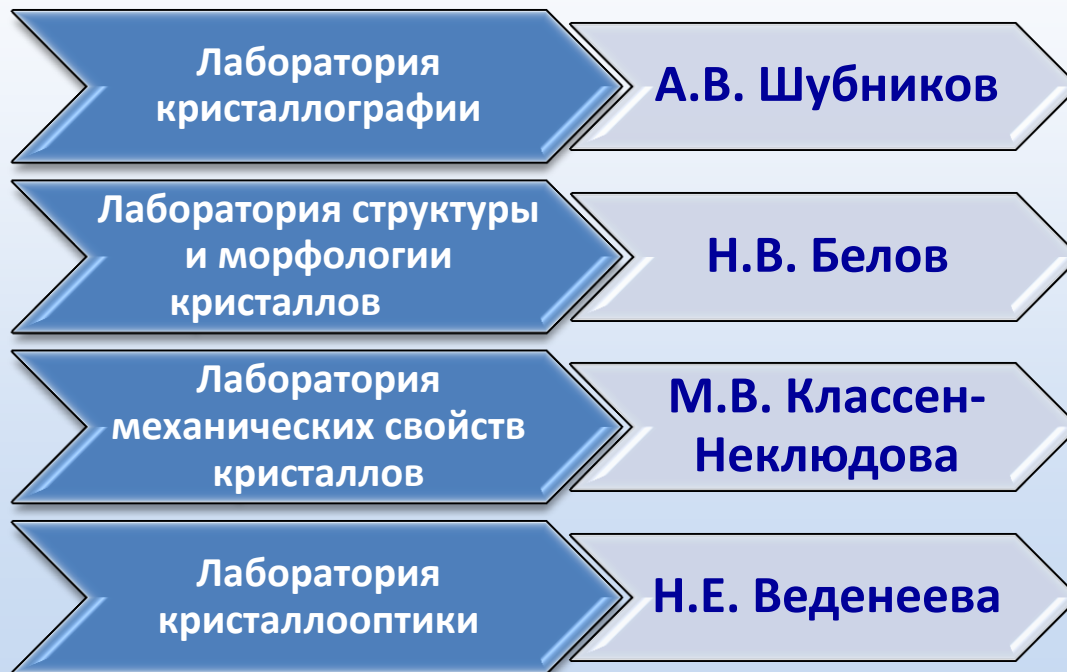 Лаборатория
кристаллографии
А.В. Шубников
Лаборатория структуры
и морфологии
кристаллов
Н.В. Белов
Лаборатория
механических свойств
кристаллов
М.В. Классен-
Неклюдова
Лаборатория
кристаллооптики
Н.Е. Веденеева